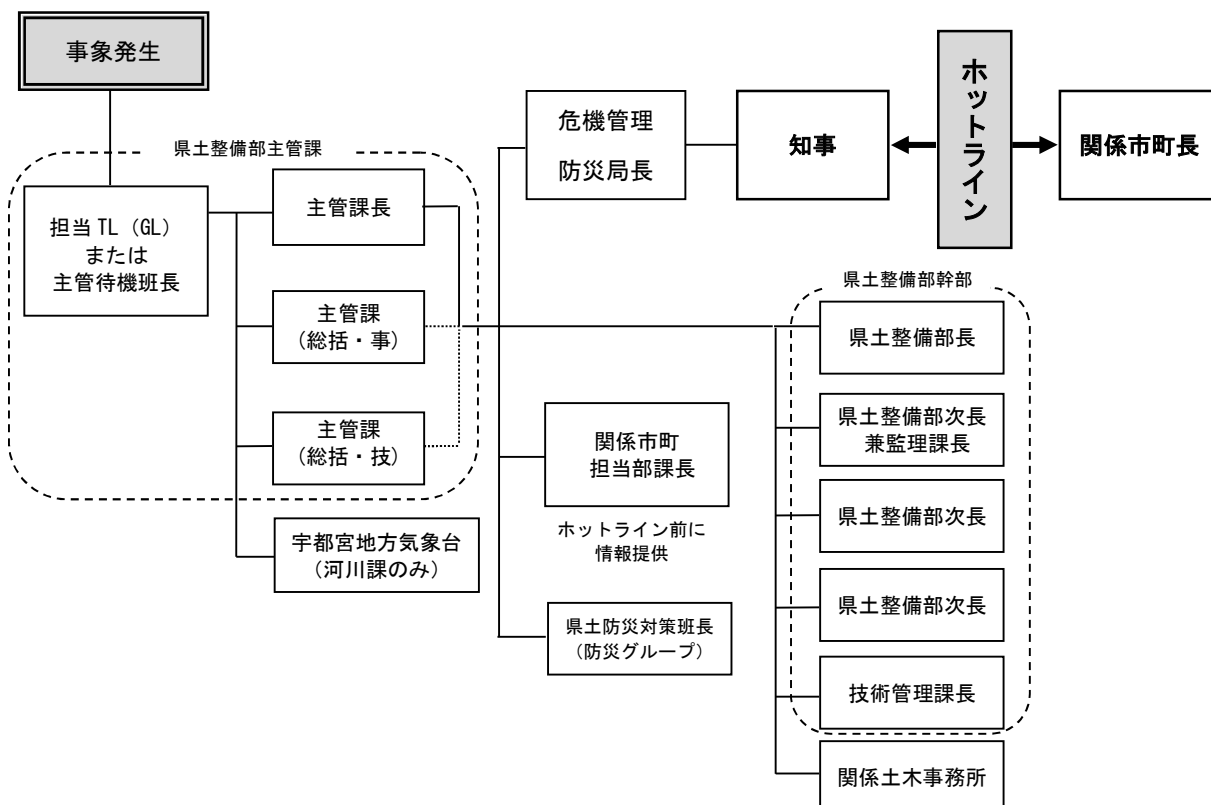 事象発生
県土整備部主管課
担当 TL（GL）
または
主管待機班長
主管課長
主管課
（総括・事）
主管課
（総括・技）
宇都宮地方気象台
（河川課のみ）
危機管理
防災局長
知事
ホットライン
関係市町長
関係市町
担当部課長
ホットライン前に
情報提供
県土防災対策班長
（防災グループ）
県土整備部幹部
県土整備部長
県土整備部次長
兼監理課長
県土整備部次長
県土整備部次長
技術管理課長
関係土木事務所